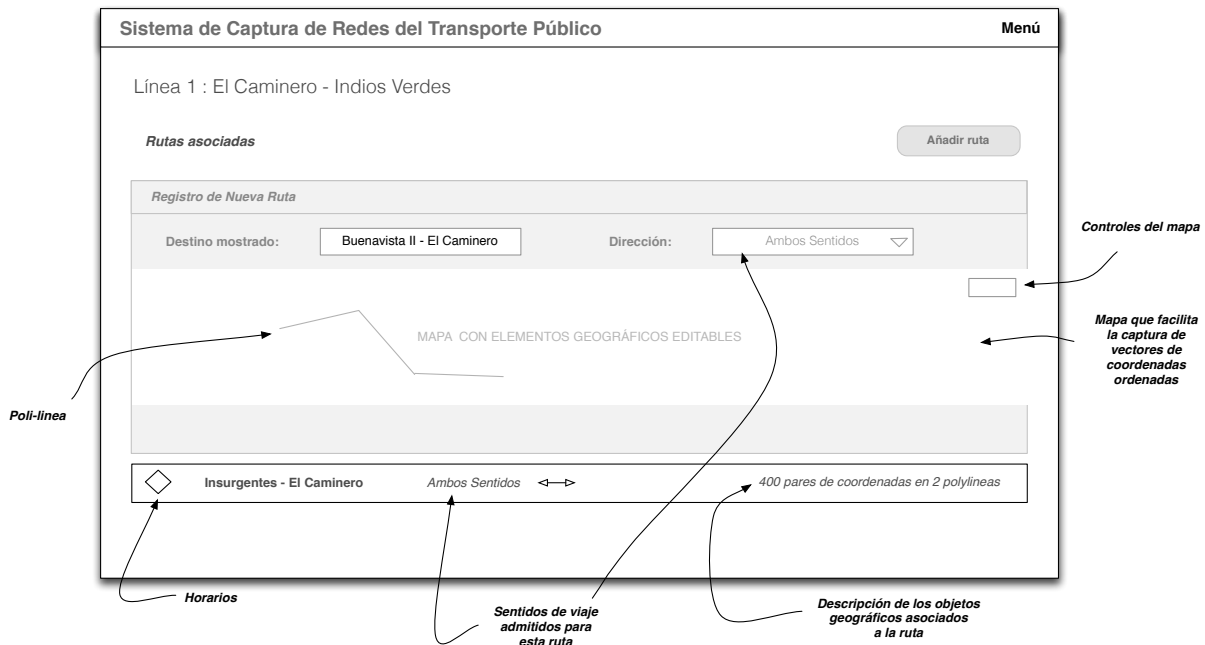 Sistema de Captura de Redes del Transporte Público
Menú
Línea 1 : El Caminero - Indios Verdes
Rutas asociadas
Añadir ruta
Registro de Nueva Ruta
Destino mostrado:
Buenavista II - El Caminero
Dirección:
Ambos Sentidos
Controles del mapa
MAPA CON ELEMENTOS GEOGRÁFICOS EDITABLES
Mapa que facilita
la captura de
vectores de
coordenadas
ordenadas
Poli-linea
Insurgentes - El Caminero
Ambos Sentidos
400 pares de coordenadas en 2 polylineas
Horarios
Sentidos de viaje
admitidos para
esta ruta
Descripción de los objetos
geográficos asociados
a la ruta